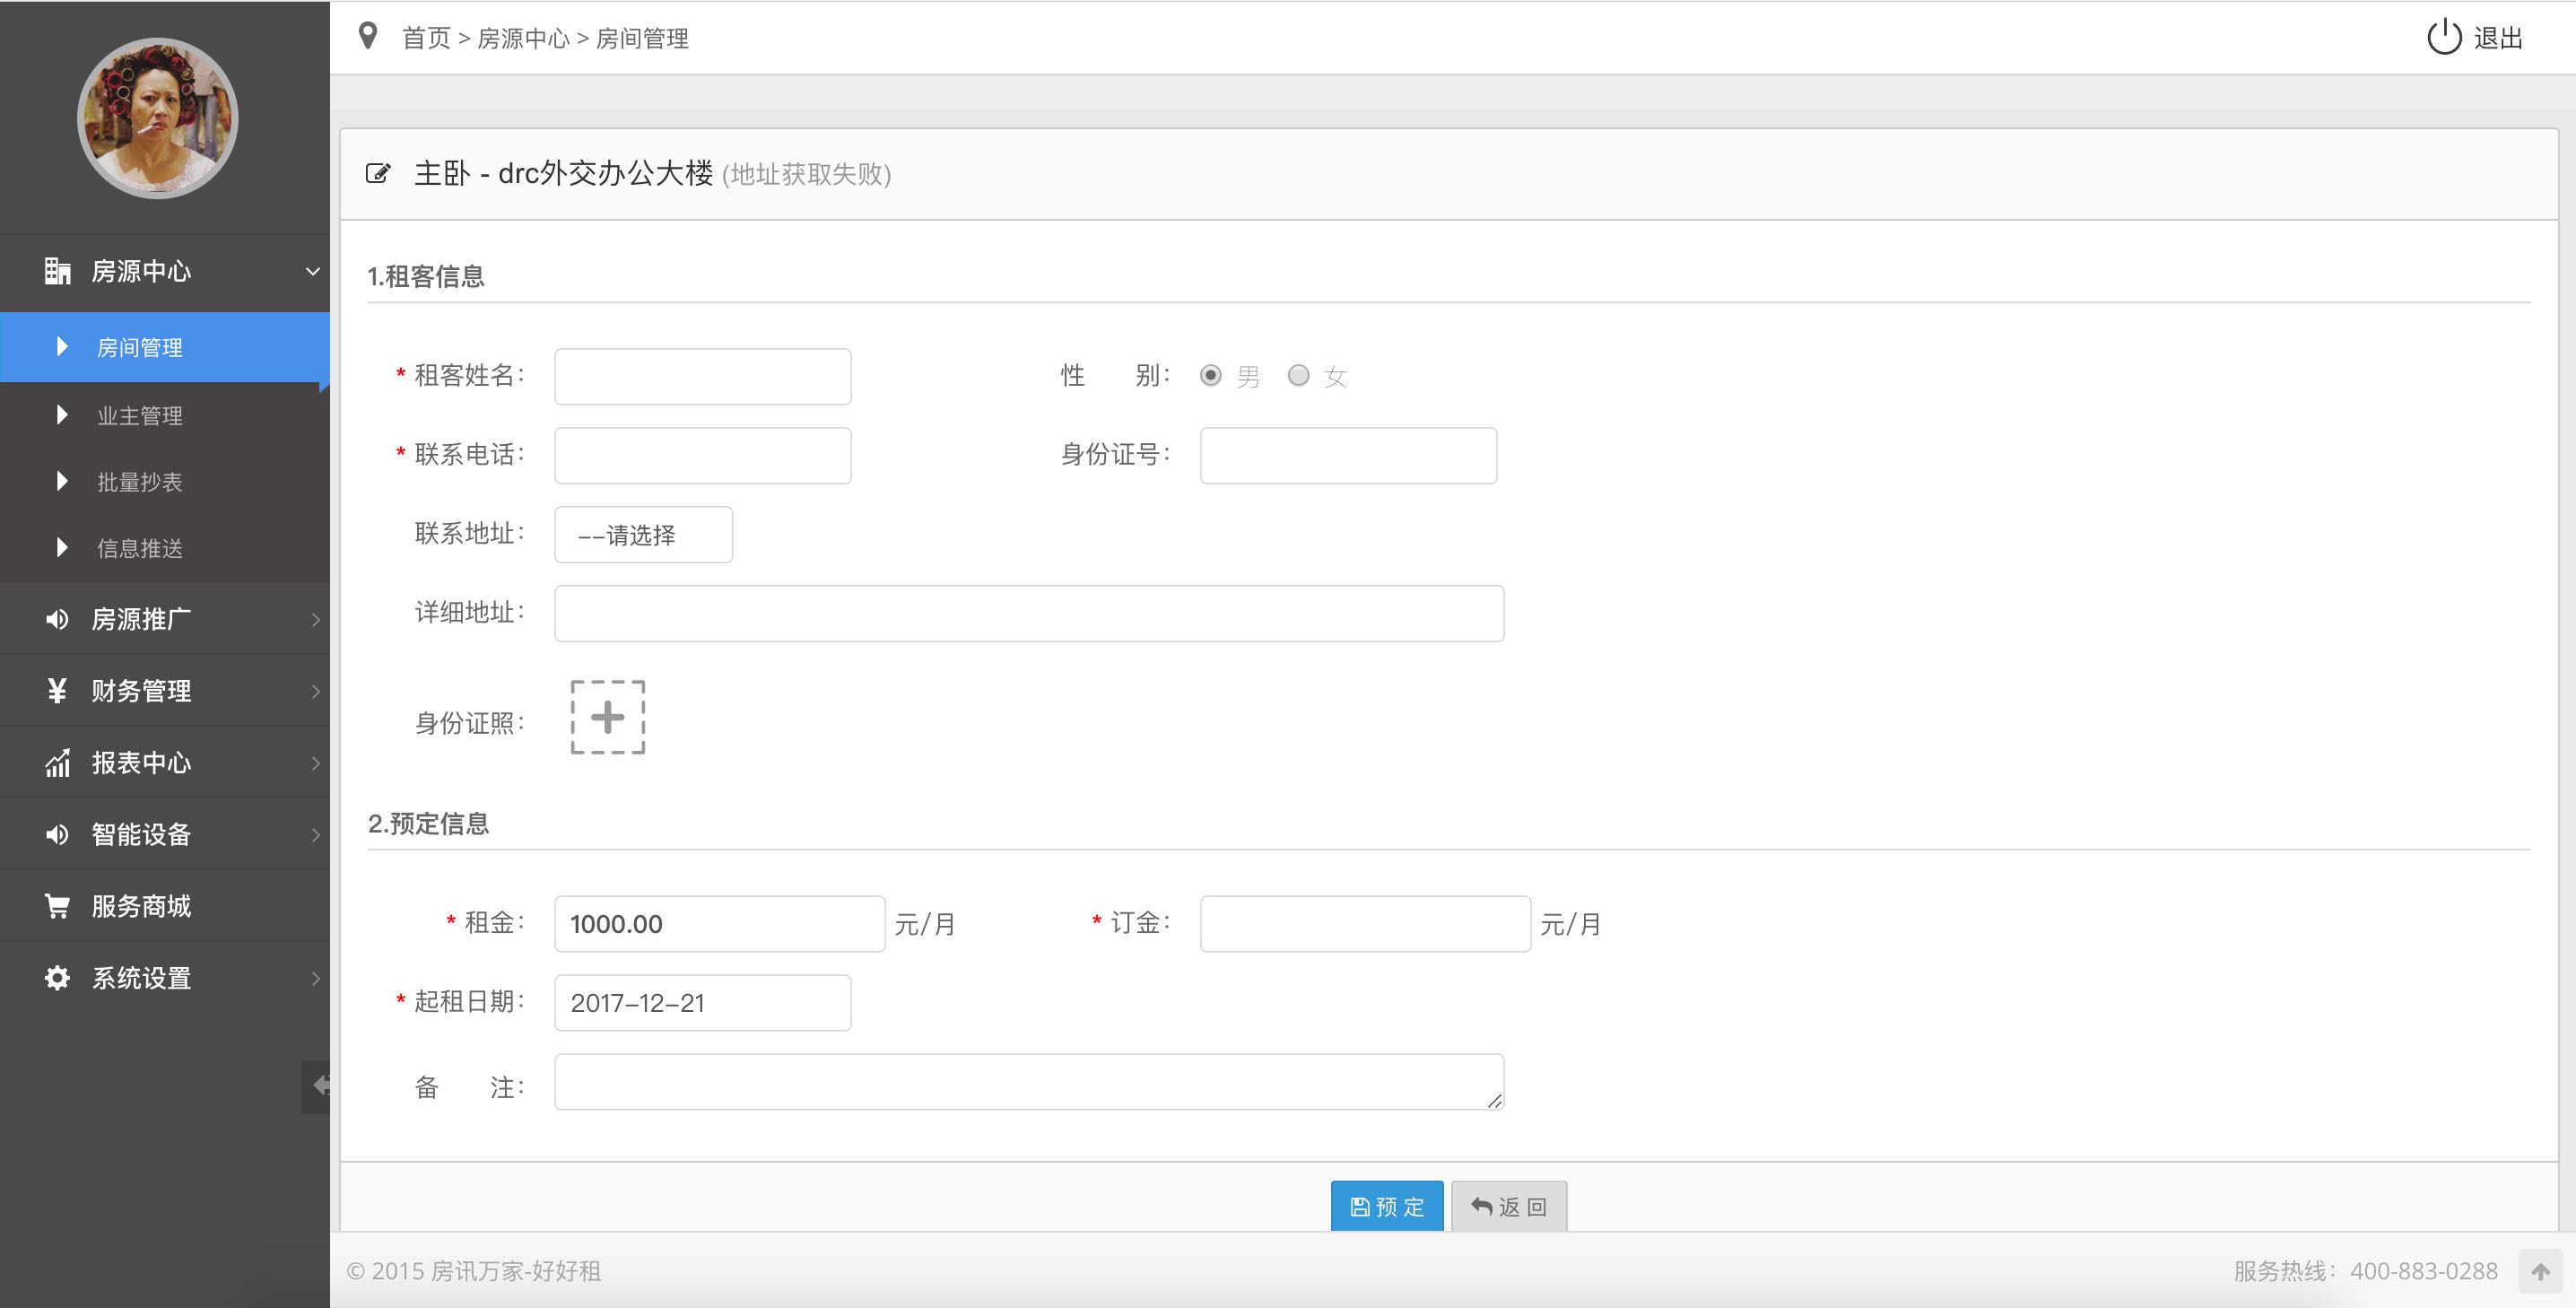 首页 > 房源中心 > 房间管理
退出
房源中心
房间管理
业主管理
批量抄表
信息推送
房源推广
¥ 财务管理
报表中心
智能设备
服务商城
系统设置
主卧 - drc外交办公大楼 (地址获取失败)
1.租客信息
* 租客姓名:
性 别: 男 女
* 联系电话:
身份证号:
联系地址: --请选择
详细地址:
身份证照:
2.预定信息
* 租金: 1000.00 元/月
* 订金: 元/月
* 起租日期: 2017-12-21
备 注:
预 定
返 回
© 2015 房讯万家-好好租
服务热线: 400-883-0288